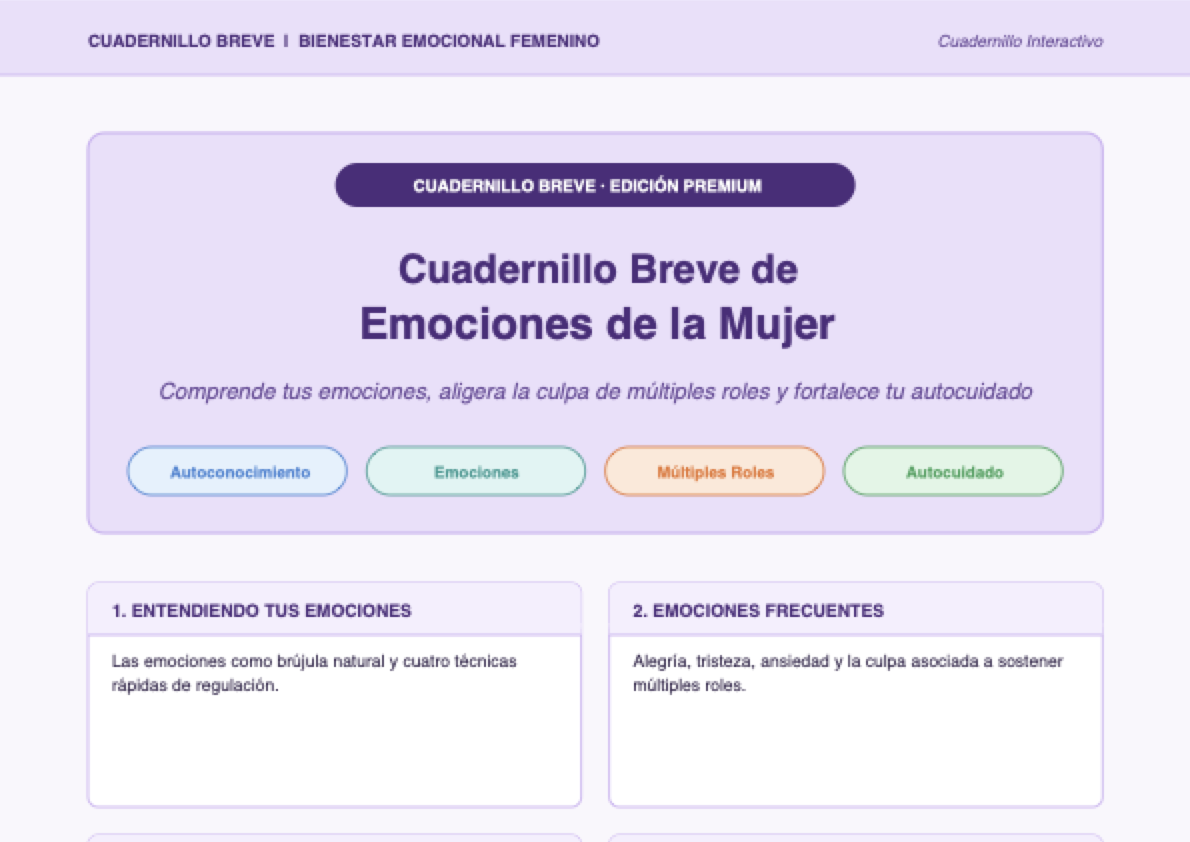 CUADERNILLO BREVE | BIENESTAR EMOCIONAL FEMENINO
Cuadernillo Interactivo
CUADERNILLO BREVE · EDICIÓN PREMIUM
Cuadernillo Breve de
Emociones de la Mujer
Comprende tus emociones, aligera la culpa de múltiples roles y fortalece tu autocuidado
Autoconocimiento
Emociones
Múltiples Roles
Autocuidado
1. ENTENDIENDO TUS EMOCIONES
Las emociones como brújula natural y cuatro técnicas
rápidas de regulación.
2. EMOCIONES FRECUENTES
Alegría, tristeza, ansiedad y la culpa asociada a sostener
múltiples roles.